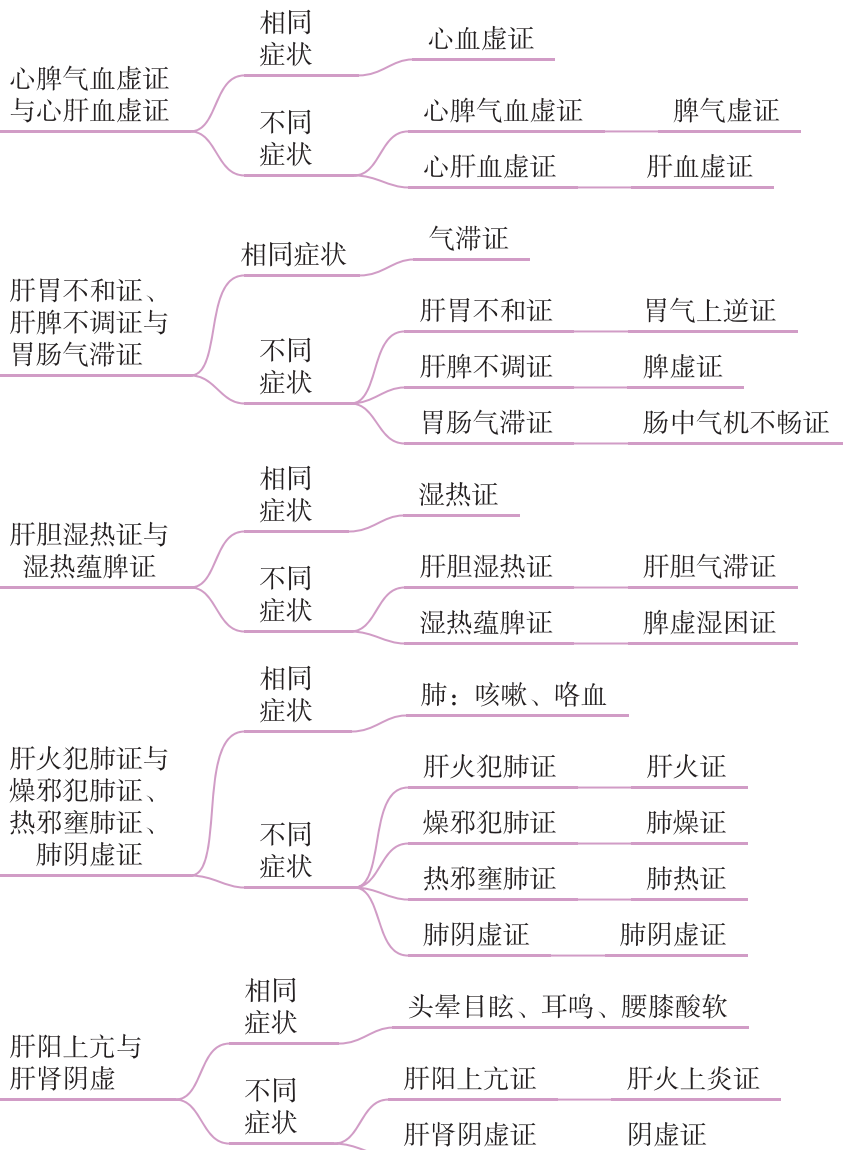 心脾气血虚证
与心肝血虚证
相同
症状
心血虚证
不同
症状
心脾气血虚证
脾气虚证
心肝血虚证
肝血虚证
肝胃不和证、
肝脾不调证与
胃肠气滞证
相同症状
气滞证
不同
症状
肝胃不和证
胃气上逆证
肝脾不调证
脾虚证
胃肠气滞证
肠中气机不畅证
肝胆湿热证与
湿热蕴脾证
相同
症状
湿热证
不同
症状
肝胆湿热证
肝胆气滞证
湿热蕴脾证
脾虚湿困证
肝火犯肺证与
燥邪犯肺证、
热邪壅肺证、
肺阴虚证
相同
症状
肺：咳嗽、咯血
不同
症状
肝火犯肺证
肝火证
燥邪犯肺证
肺燥证
热邪壅肺证
肺热证
肺阴虚证
肺阴虚证
肝阳上亢与
肝肾阴虚
相同
症状
头晕目眩、耳鸣、腰膝酸软
不同
症状
肝阳上亢证
肝火上炎证
肝肾阴虚证
阴虚证